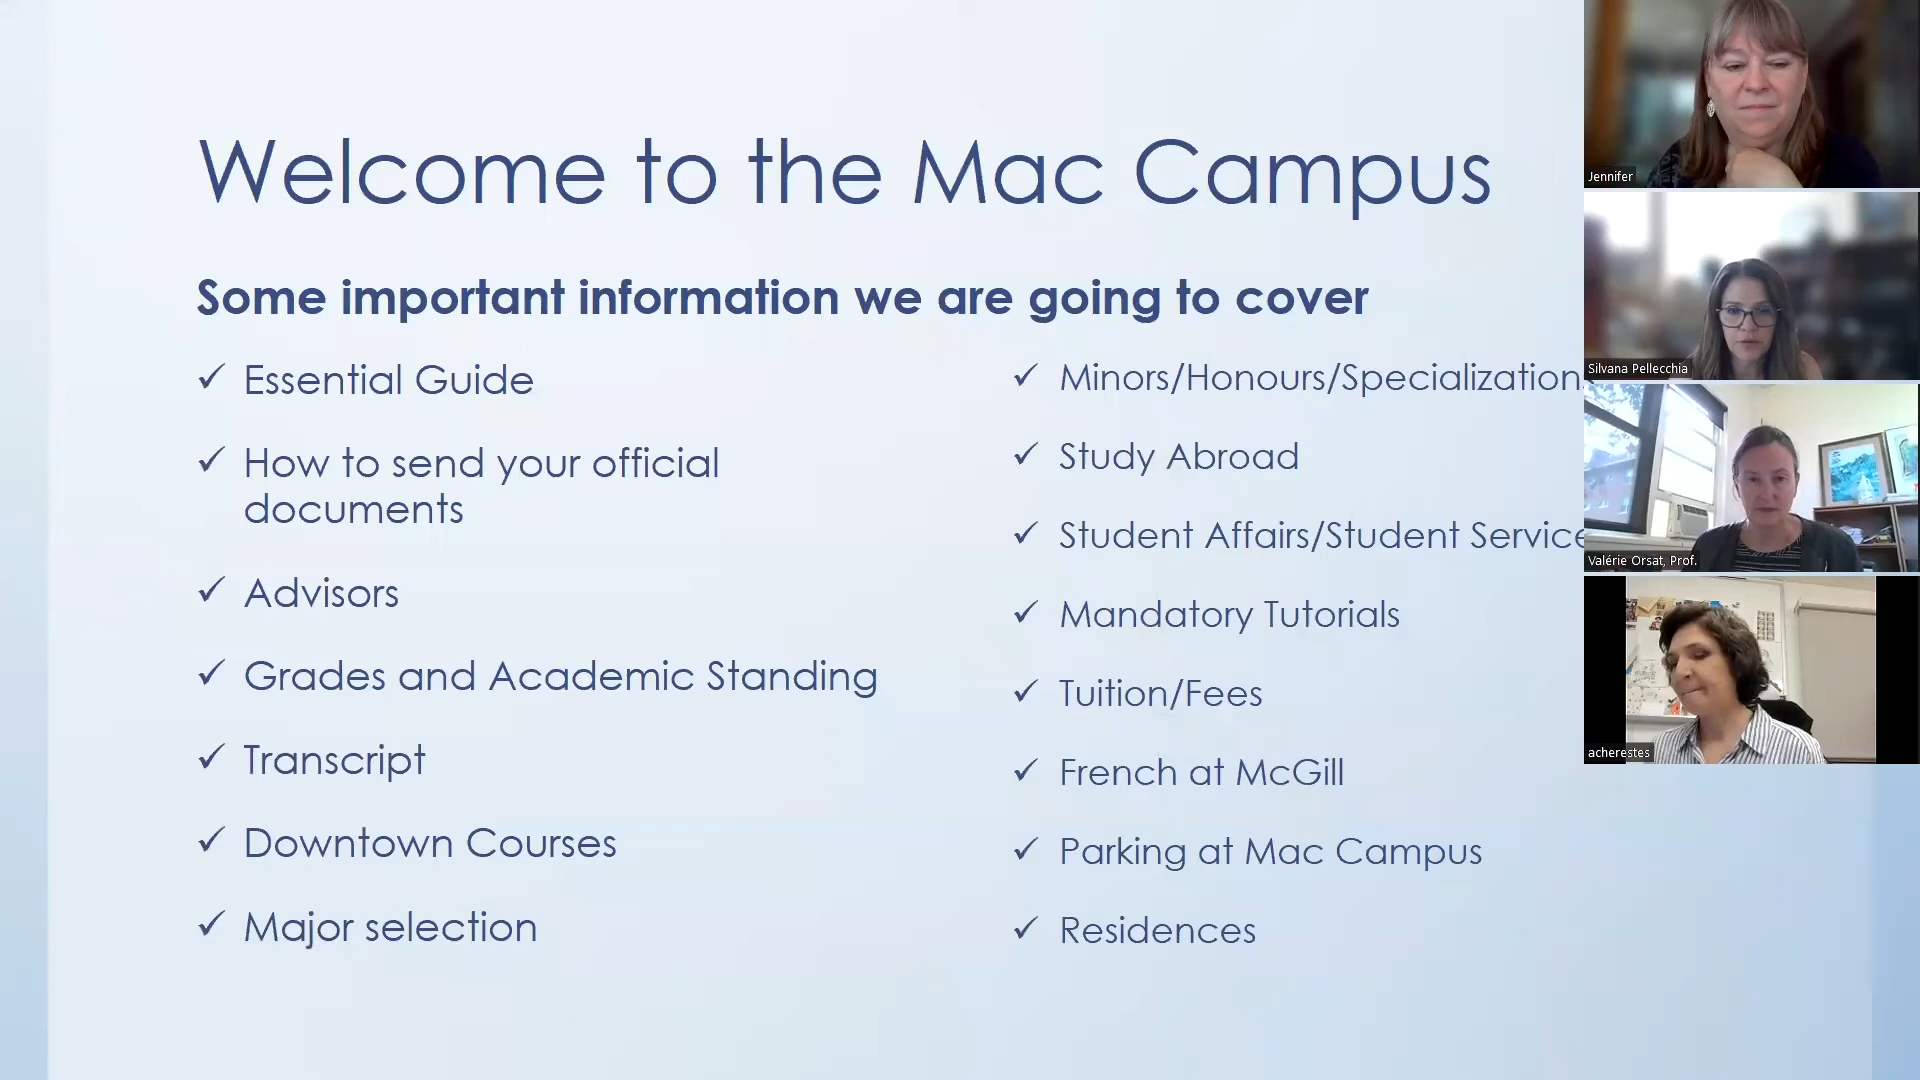 Welcome to the Mac Campus
Some important information we are going to cover
✓ Essential Guide
✓ How to send your official
documents
✓ Advisors
✓ Grades and Academic Standing
✓ Transcript
✓ Downtown Courses
✓ Major selection
✓ Minors/Honours/Specialization
✓ Study Abroad
✓ Student Affairs/Student Service
✓ Mandatory Tutorials
✓ Tuition/Fees
✓ French at McGill
✓ Parking at Mac Campus
✓ Residences
Jennifer
Silvana Pellecchia
Valérie Orsat, Prof.
acherestes